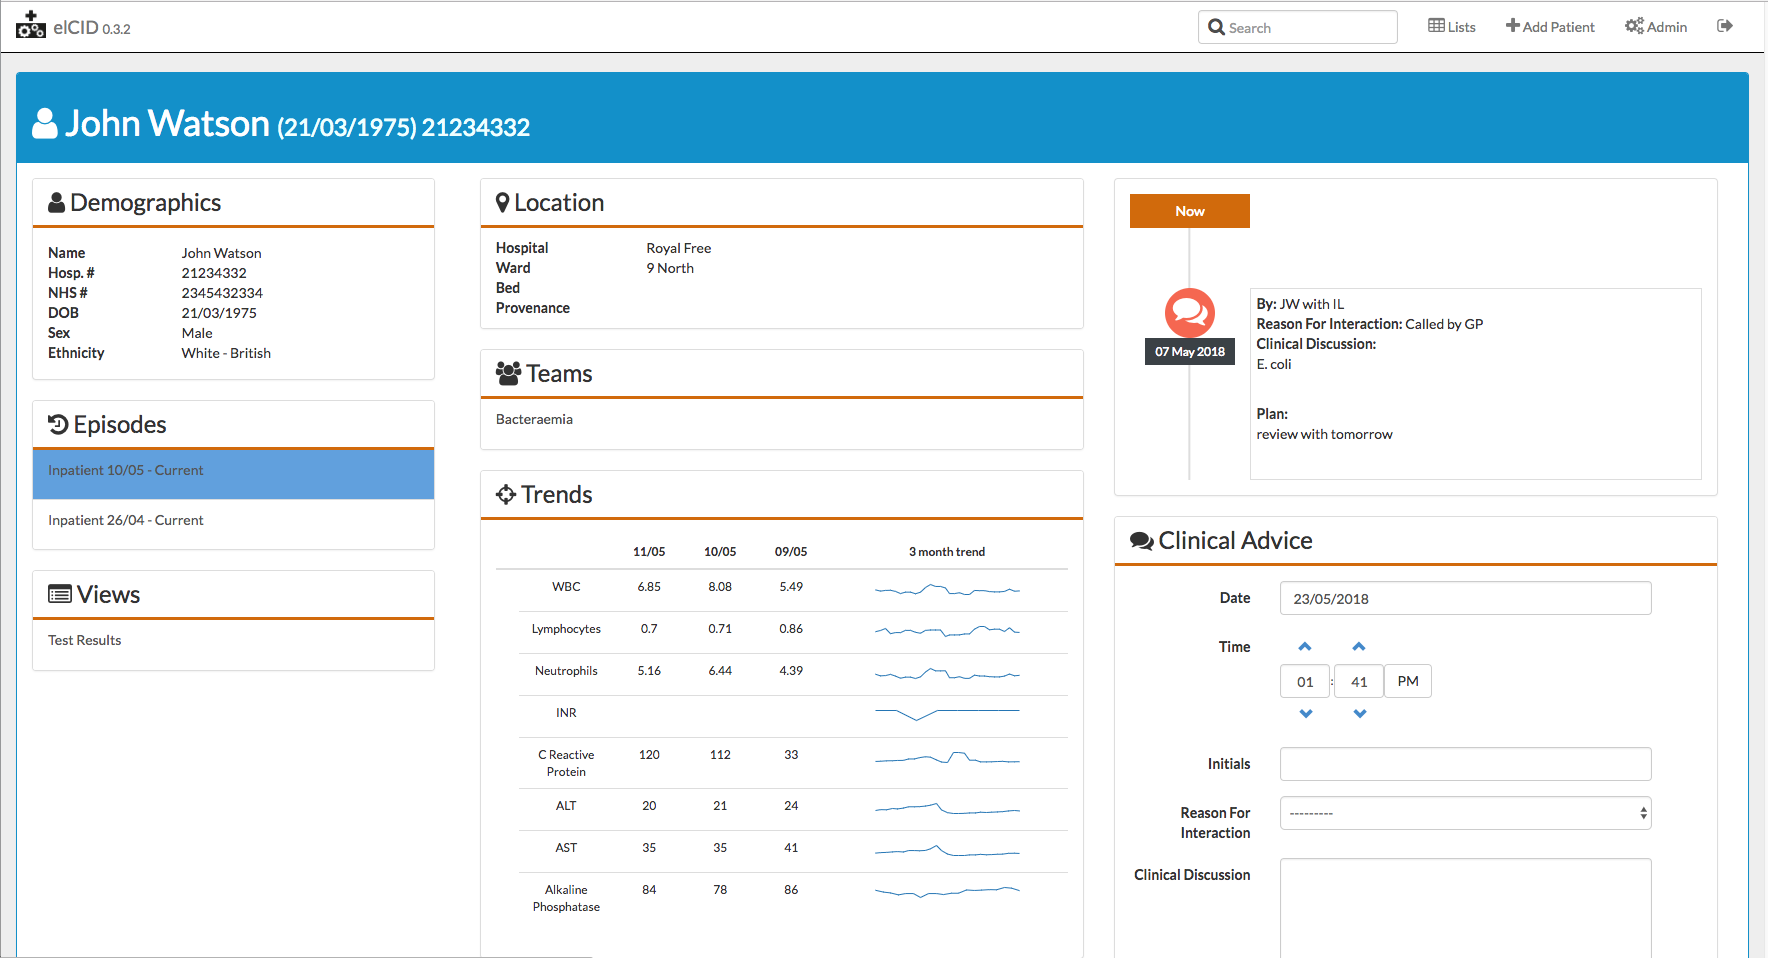 elCID 0.3.2
Search
Lists
Add Patient
Admin
John Watson (21/03/1975) 21234332
Demographics
Name John Watson
Hosp. # 21234332
NHS # 2345432334
DOB 21/03/1975
Sex Male
Ethnicity White - British
Episodes
Inpatient 10/05 - Current
Inpatient 26/04 - Current
Views
Test Results
Location
Hospital Royal Free
Ward 9 North
Bed
Provenance
Teams
Bacteraemia
Trends
11/05 10/05 09/05 3 month trend
WBC 6.85 8.08 5.49
Lymphocytes 0.7 0.71 0.86
Neutrophils 5.16 6.44 4.39
INR
C Reactive
Protein 120 112 33
ALT 20 21 24
AST 35 35 41
Alkaline
Phosphatase 84 78 86
Now
07 May 2018
By: JW with IL
Reason For Interaction: Called by GP
Clinical Discussion:
E. coli
Plan:
review with tomorrow
Clinical Advice
Date 23/05/2018
Time
01 : 41 PM
Initials
Reason For
Interaction ---------
Clinical Discussion